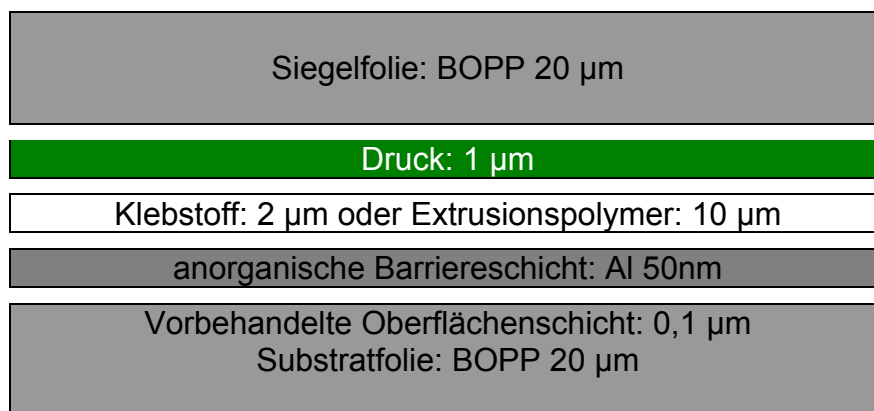 Siegelfolie: BOPP 20 µm
Druck: 1 µm
Klebstoff: 2 µm oder Extrusionspolymer: 10 µm
anorganische Barriereschicht: Al 50nm
Vorbehandelte Oberflächenschicht: 0,1 µm
Substratfolie: BOPP 20 µm